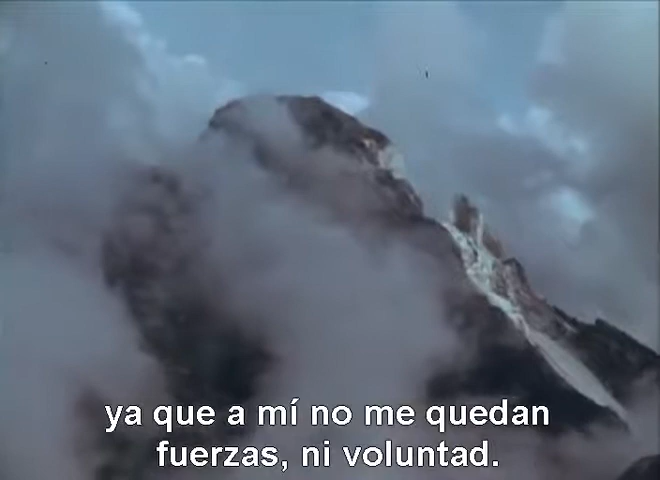 ya que a mí no me quedan
fuerzas, ni voluntad.